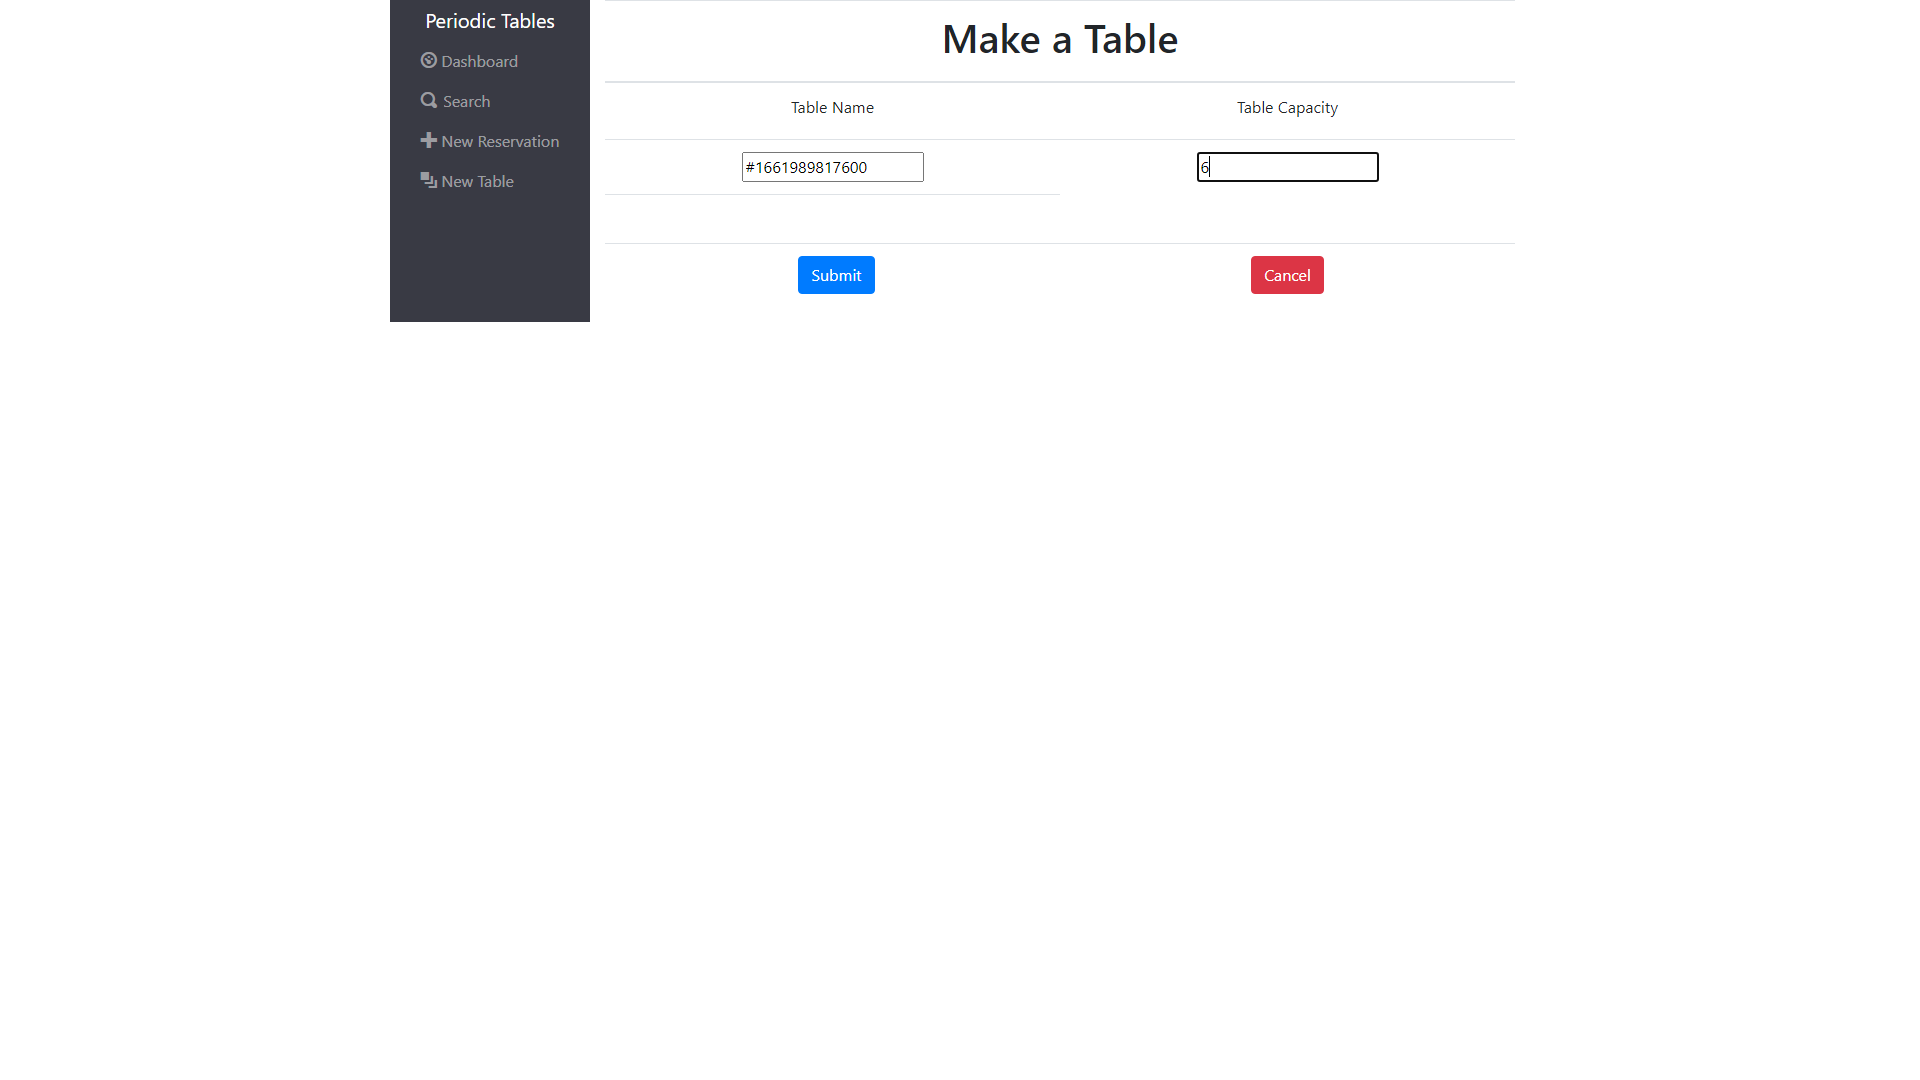 Periodic Tables
Dashboard
Search
New Reservation
New Table
Make a Table
Table Name
Table Capacity
#1661989817600
6
Submit
Cancel